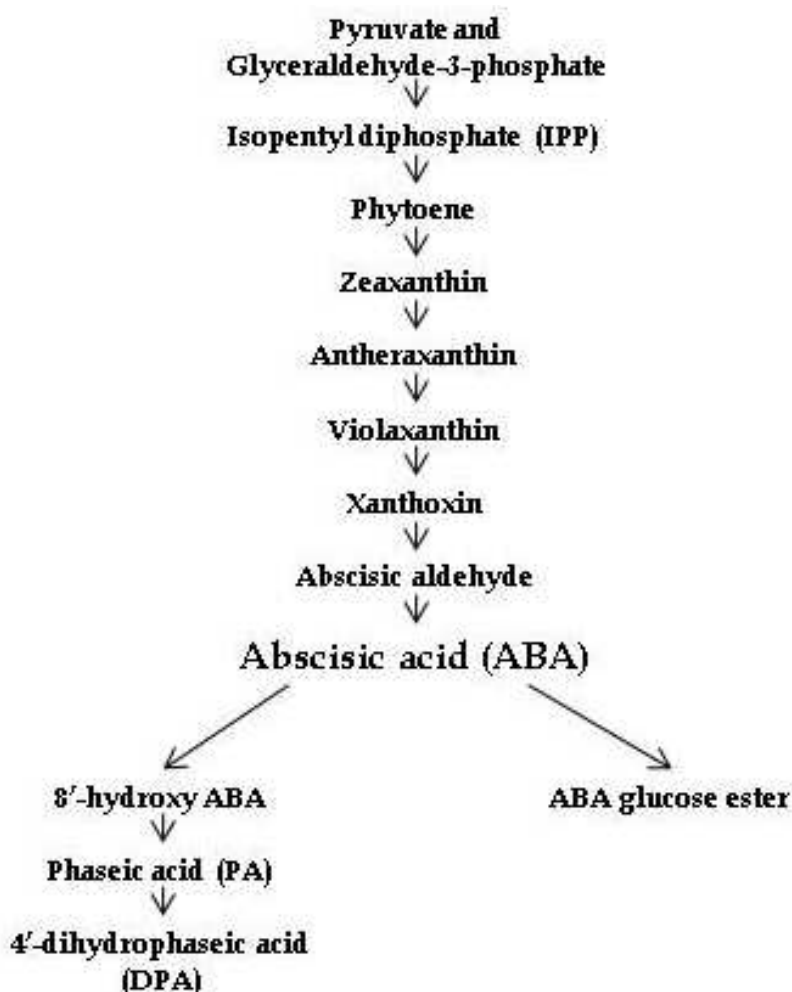 Pyruvate and
Glyceraldehyde-3-phosphate
Isopentyl diphosphate (IPP)
Phytoene
Zeaxanthin
Antheraxanthin
Violaxanthin
Xanthoxin
Abscisic aldehyde
Abscisic acid (ABA)
8′-hydroxy ABA
ABA glucose ester
Phaseic acid (PA)
4′-dihydrophaseic acid
(DPA)